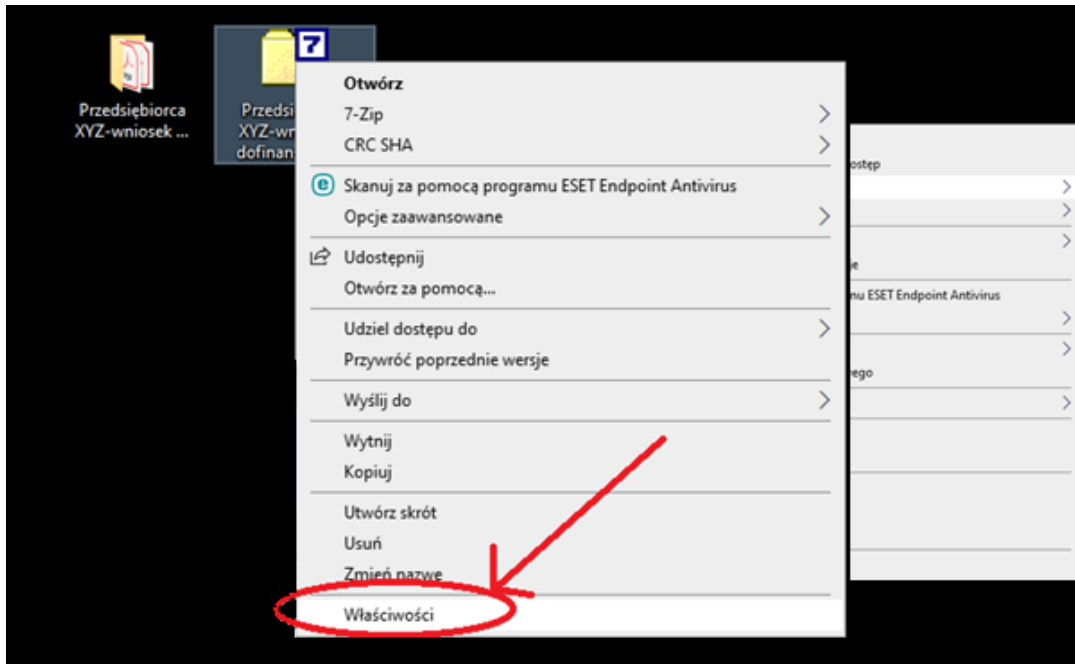 Przedsiębiorca
XYZ-wniosek ...
7
Przedsi
XYZ-wn
dofinan
Otwórz
7-Zip
CRC SHA
Skanuj za pomocą programu ESET Endpoint Antivirus
Opcje zaawansowane
Udostępnij
Otwórz za pomocą...
Udziel dostępu do
Przywróć poprzednie wersje
Wyślij do
Wytnij
Kopiuj
Utwórz skrót
Usuń
Zmień nazwę
Właściwości
ostęp
je
nu ESET Endpoint Antivirus
ego